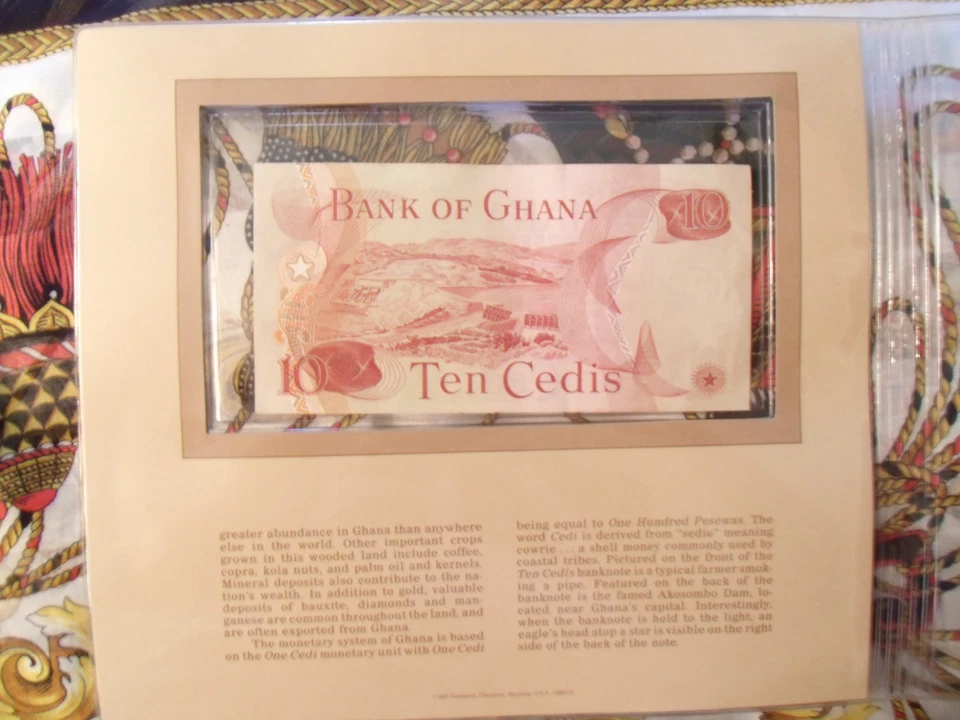 BANK OF GHANA
10
10
TEN CEDIS
greater abundance in Ghana than anywhere
else in the world. Other important crops
grown in this wooded land include coffee,
copra, kola nuts, and palm oil and kernels.
Mineral deposits also contribute to the na-
tion's wealth. In addition to gold, valuable
deposits of bauxite, diamonds and man-
ganese are common throughout the land, and
are often exported from Ghana.
The monetary system of Ghana is based
on the One Cedi monetary unit with One Cedi
being equal to One Hundred Pesewas. The
word Cedi is derived from "sedie" meaning
cowrie . . . a shell money commonly used by
coastal tribes. Pictured on the front of the
Ten Cedis banknote is a typical farmer smok-
ing a pipe. Featured on the back of the
banknote is the famed Akosombo Dam, lo-
cated near Ghana's capital. Interestingly,
when the banknote is held to the light, an
eagle's head atop a star is visible on the right
side of the back of the note.